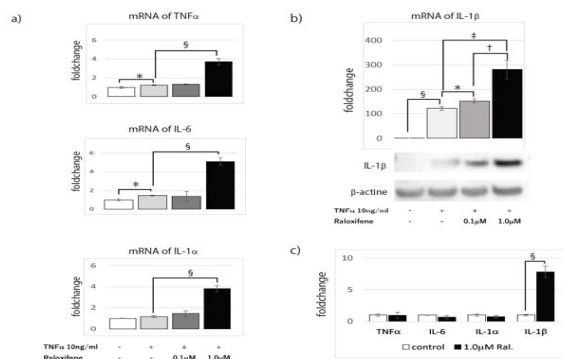 a)
mRNA of TNFα
foldchange
6
4
2
0
*
§
mRNA of IL-6
foldchange
6
4
2
0
*
§
mRNA of IL-1α
foldchange
6
4
2
0
§
TNFα 10ng/ml - + + +
Raloxifene - - 0.1μM 1.0μM
b)
mRNA of IL-1β
foldchange
400
300
200
100
0
‡
†
§
*
IL-1β
β-actine
TNFα 10ng/ml - + + +
Raloxifene 0.1μM 1.0μM
c)
foldchange
10
5
0
§
TNFα IL-6 IL-1α IL-1β
control 1.0μM Ral.